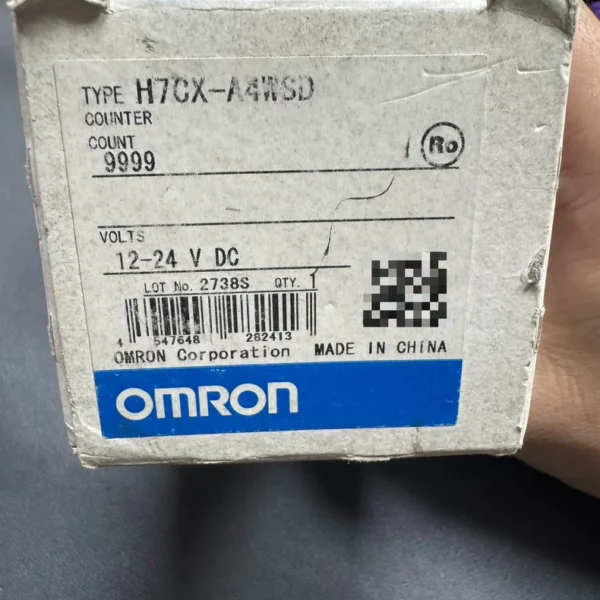 TYPE H7CX-A4WSD
COUNTER
COUNT
9999
Ro
VOLTS
12-24 V DC
LOT No. 2738S QTY. 1
4 547648 282413
OMRON Corporation MADE IN CHINA
OMRON